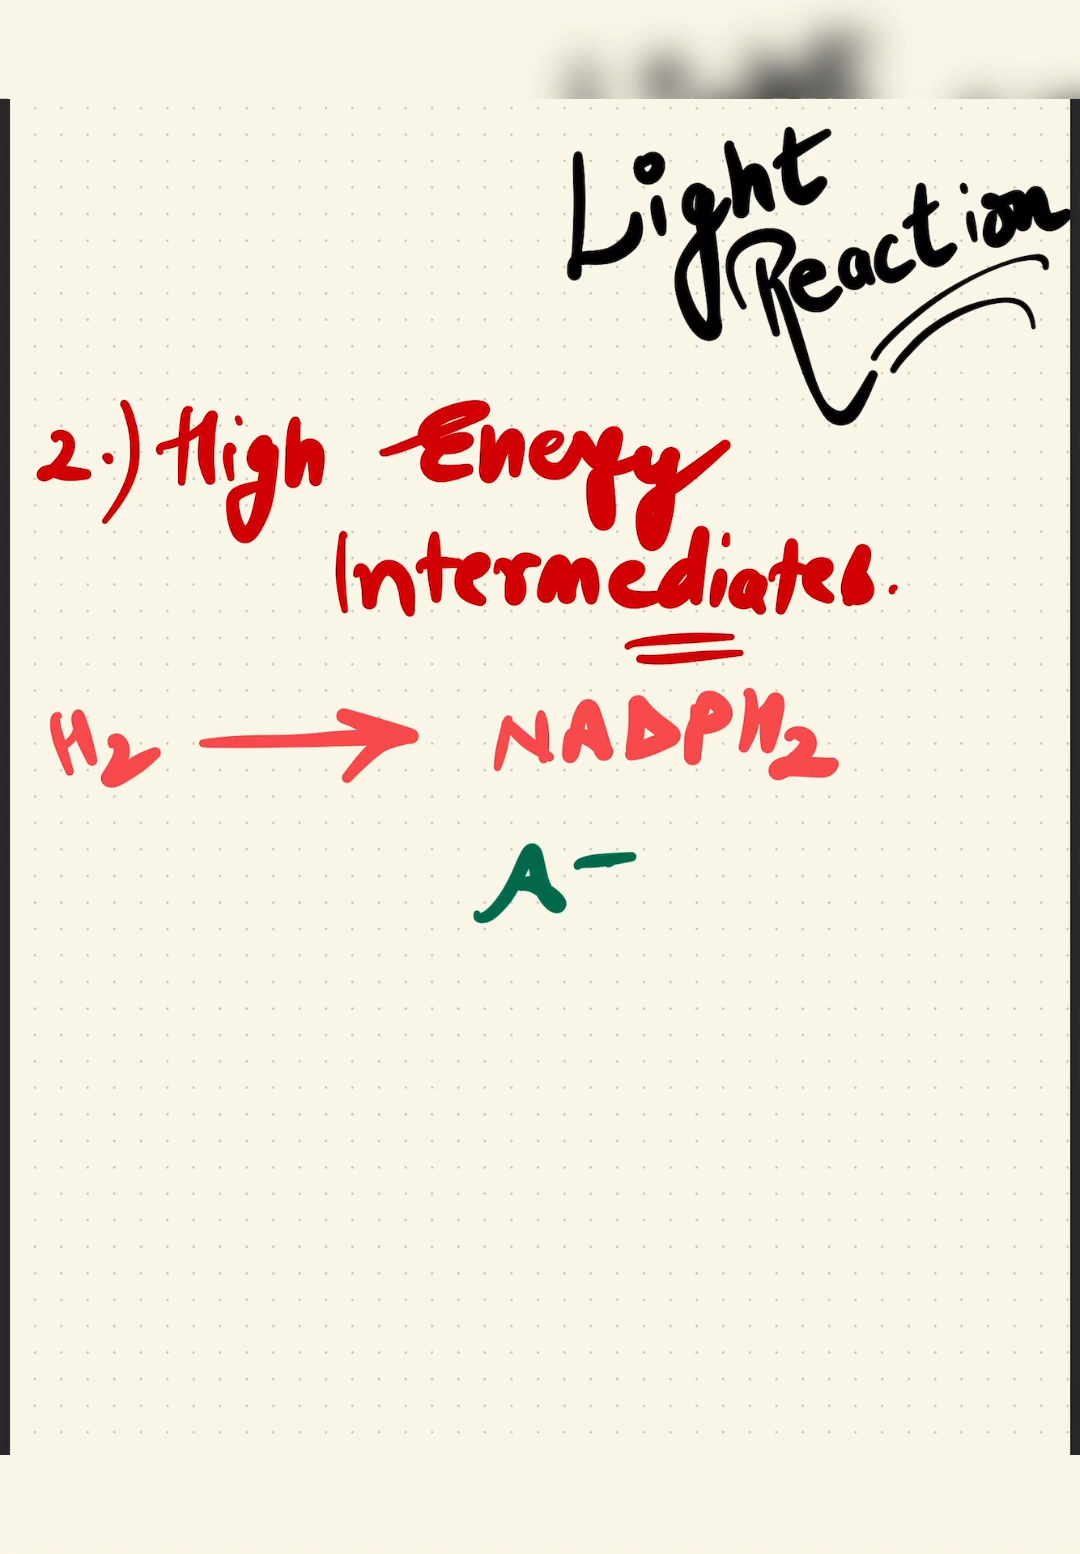 Light
Reaction
2.) High Energy
Intermediates.
H2 → NADPH2
A-